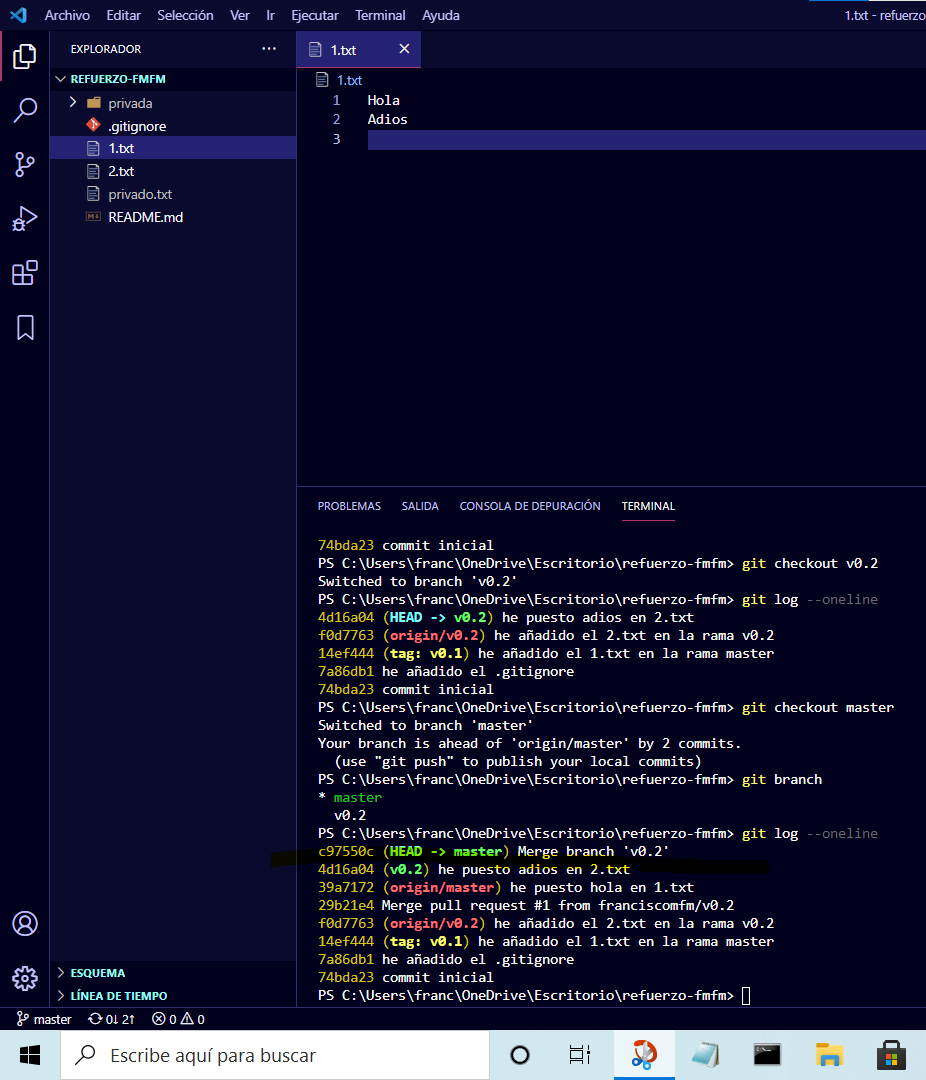 Archivo Editar Selección Ver Ir Ejecutar Terminal Ayuda 1.txt - refuerzo
EXPLORADOR
REFUERZO-FMFM
privada
.gitignore
1.txt
2.txt
privado.txt
README.md
1.txt
1.txt
1 Hola
2 Adios
3
PROBLEMAS SALIDA CONSOLA DE DEPURACIÓN TERMINAL
74bda23 commit inicial
PS C:\Users\franc\OneDrive\Escritorio\refuerzo-fmfm> git checkout v0.2
Switched to branch 'v0.2'
PS C:\Users\franc\OneDrive\Escritorio\refuerzo-fmfm> git log --oneline
4d16a04 (HEAD -> v0.2) he puesto adios en 2.txt
f0d7763 (origin/v0.2) he añadido el 2.txt en la rama v0.2
14ef444 (tag: v0.1) he añadido el 1.txt en la rama master
7a86db1 he añadido el .gitignore
74bda23 commit inicial
PS C:\Users\franc\OneDrive\Escritorio\refuerzo-fmfm> git checkout master
Switched to branch 'master'
Your branch is ahead of 'origin/master' by 2 commits.
(use "git push" to publish your local commits)
PS C:\Users\franc\OneDrive\Escritorio\refuerzo-fmfm> git branch
* master
v0.2
PS C:\Users\franc\OneDrive\Escritorio\refuerzo-fmfm> git log --oneline
c97550c (HEAD -> master) Merge branch 'v0.2'
4d16a04 (v0.2) he puesto adios en 2.txt
39a7172 (origin/master) he puesto hola en 1.txt
29b21e4 Merge pull request #1 from franciscomfm/v0.2
f0d7763 (origin/v0.2) he añadido el 2.txt en la rama v0.2
14ef444 (tag: v0.1) he añadido el 1.txt en la rama master
7a86db1 he añadido el .gitignore
74bda23 commit inicial
PS C:\Users\franc\OneDrive\Escritorio\refuerzo-fmfm>
ESQUEMA
LÍNEA DE TIEMPO
master 0↓ 2↑ 0 0
Escribe aquí para buscar